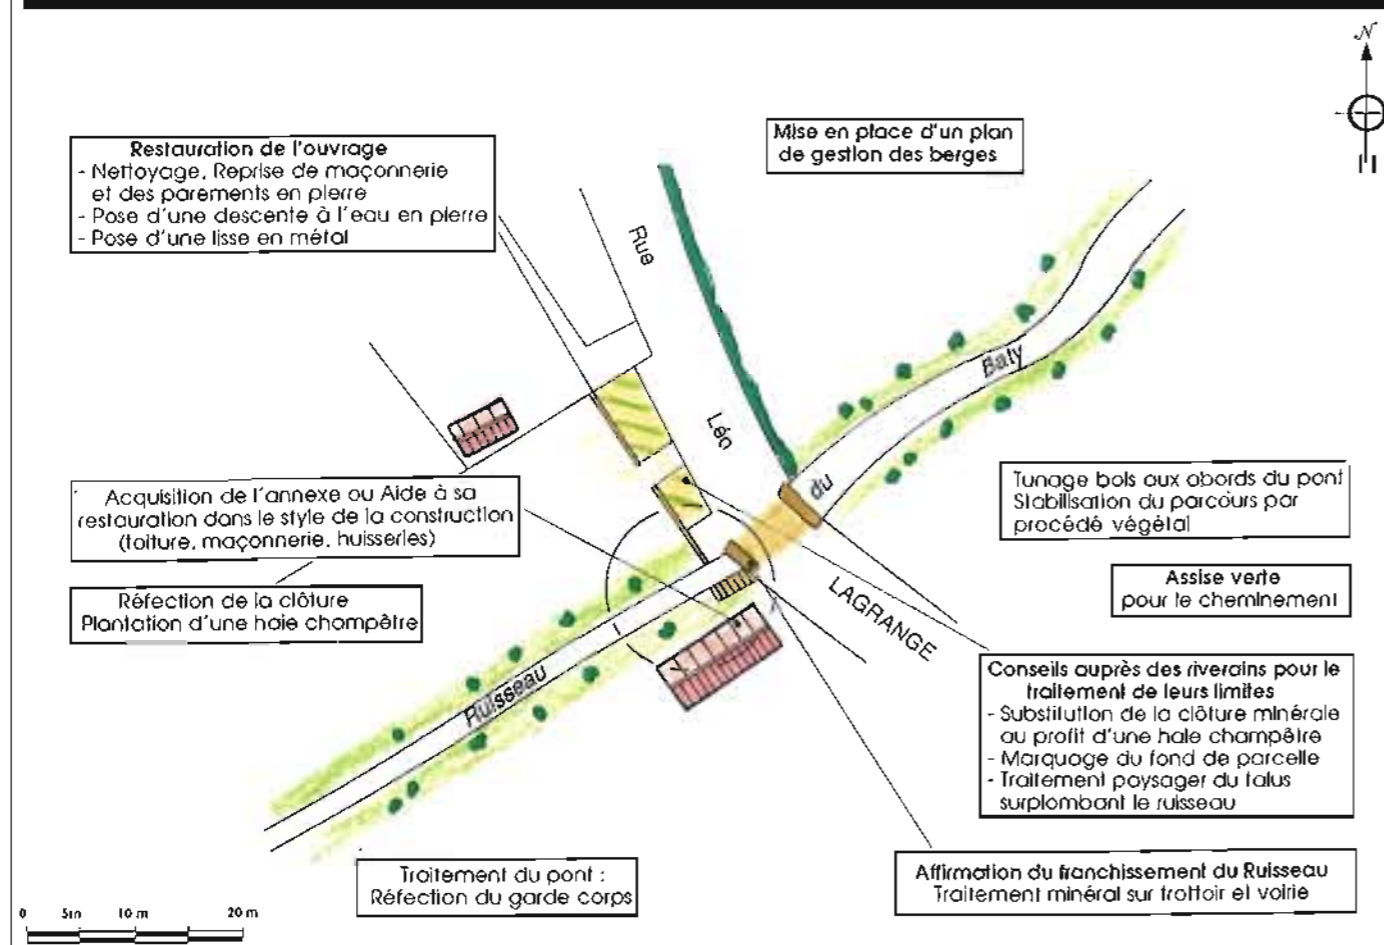 N
Restauration de l'ouvrage
- Nettoyage, Reprise de maçonnerie
et des parements en pierre
- Pose d'une descente à l'eau en pierre
- Pose d'une lisse en métal
Mise en place d'un plan
de gestion des berges
Rue
Léo
LAGRANGE
Ruisseau
du
Baty
Acquisition de l'annexe ou Aide à sa
restauration dans le style de la construction
(toiture, maçonnerie, huisseries)
Réfection de la clôture
Plantation d'une haie champêtre
Tunage bois aux abords du pont
Stabilisation du parcours par
procédé végétal
Assise verte
pour le cheminement
Conseils auprès des riverains pour le
traitement de leurs limites
- Substitution de la clôture minérale
au profit d'une haie champêtre
- Marquage du fond de parcelle
- Traitement paysager du talus
surplombant le ruisseau
Traitement du pont :
Réfection du garde corps
Affirmation du franchissement du Ruisseau
Traitement minéral sur trottoir et voirie
0 5m 10 m 20 m